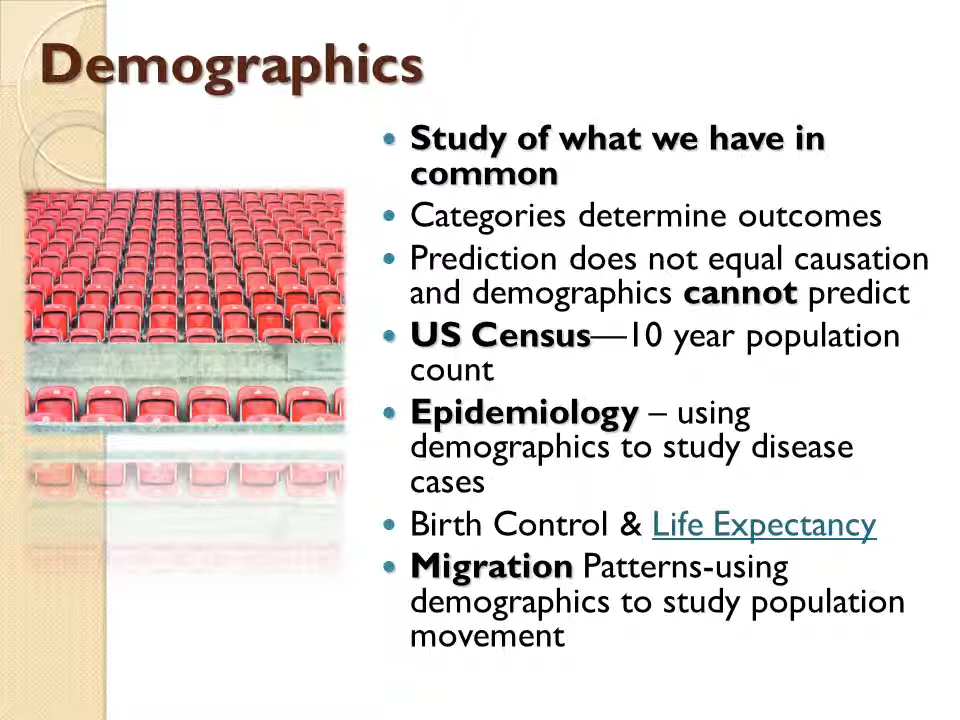 Demographics
• Study of what we have in
common
• Categories determine outcomes
• Prediction does not equal causation
and demographics cannot predict
• US Census—10 year population
count
• Epidemiology – using
demographics to study disease
cases
• Birth Control & Life Expectancy
• Migration Patterns-using
demographics to study population
movement